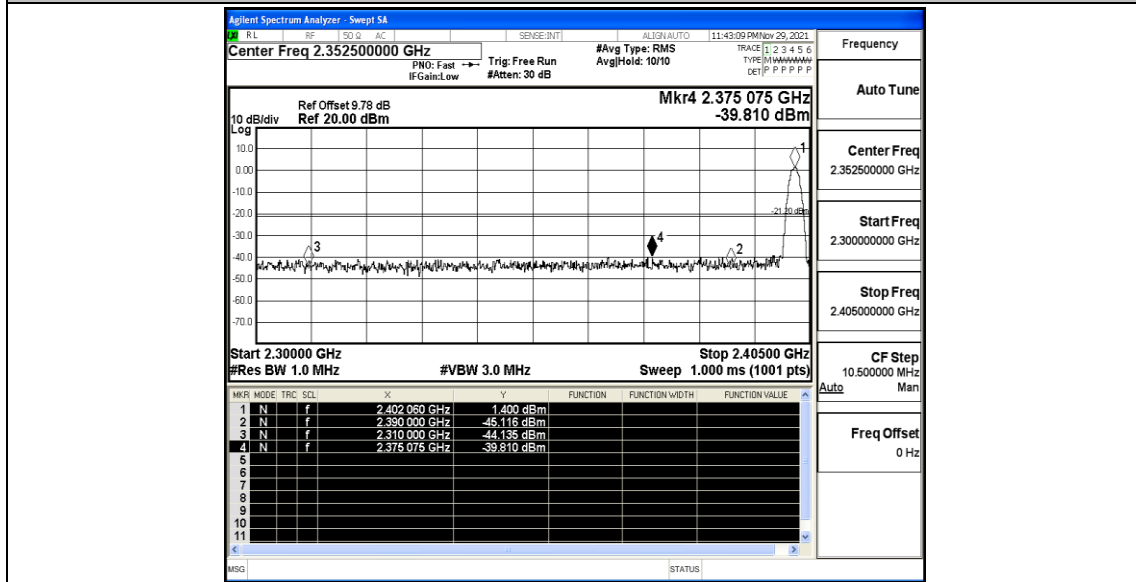 Agilent Spectrum Analyzer - Swept SA
RL RF 50 Ω AC SENSE:INT ALIGN AUTO 11:43:09 PM Nov 29, 2021
Center Freq 2.352500000 GHz
PNO: Fast
IFGain:Low
Trig: Free Run
#Atten: 30 dB
#Avg Type: RMS
Avg|Hold: 10/10
TRACE 1 2 3 4 5 6
TYPE M
DET P P P P P P
Ref Offset 9.78 dB
Ref 20.00 dBm
10 dB/div
Log
Mkr4 2.375 075 GHz
-39.810 dBm
10.0
0.00
-10.0
-20.0
-30.0
-40.0
-50.0
-60.0
-70.0
1
-21.20 dBm
3
4
2
Start 2.30000 GHz Stop 2.40500 GHz
#Res BW 1.0 MHz #VBW 3.0 MHz Sweep 1.000 ms (1001 pts)
MKR MODE TRC SCL X Y FUNCTION FUNCTION WIDTH FUNCTION VALUE
1 N f 2.402 060 GHz 1.400 dBm
2 N f 2.390 000 GHz -45.116 dBm
3 N f 2.310 000 GHz -44.135 dBm
4 N f 2.375 075 GHz -39.810 dBm
5
6
7
8
9
10
11
MSG STATUS
Frequency
Auto Tune
Center Freq
2.352500000 GHz
Start Freq
2.300000000 GHz
Stop Freq
2.405000000 GHz
CF Step
10.500000 MHz
Auto Man
Freq Offset
0 Hz